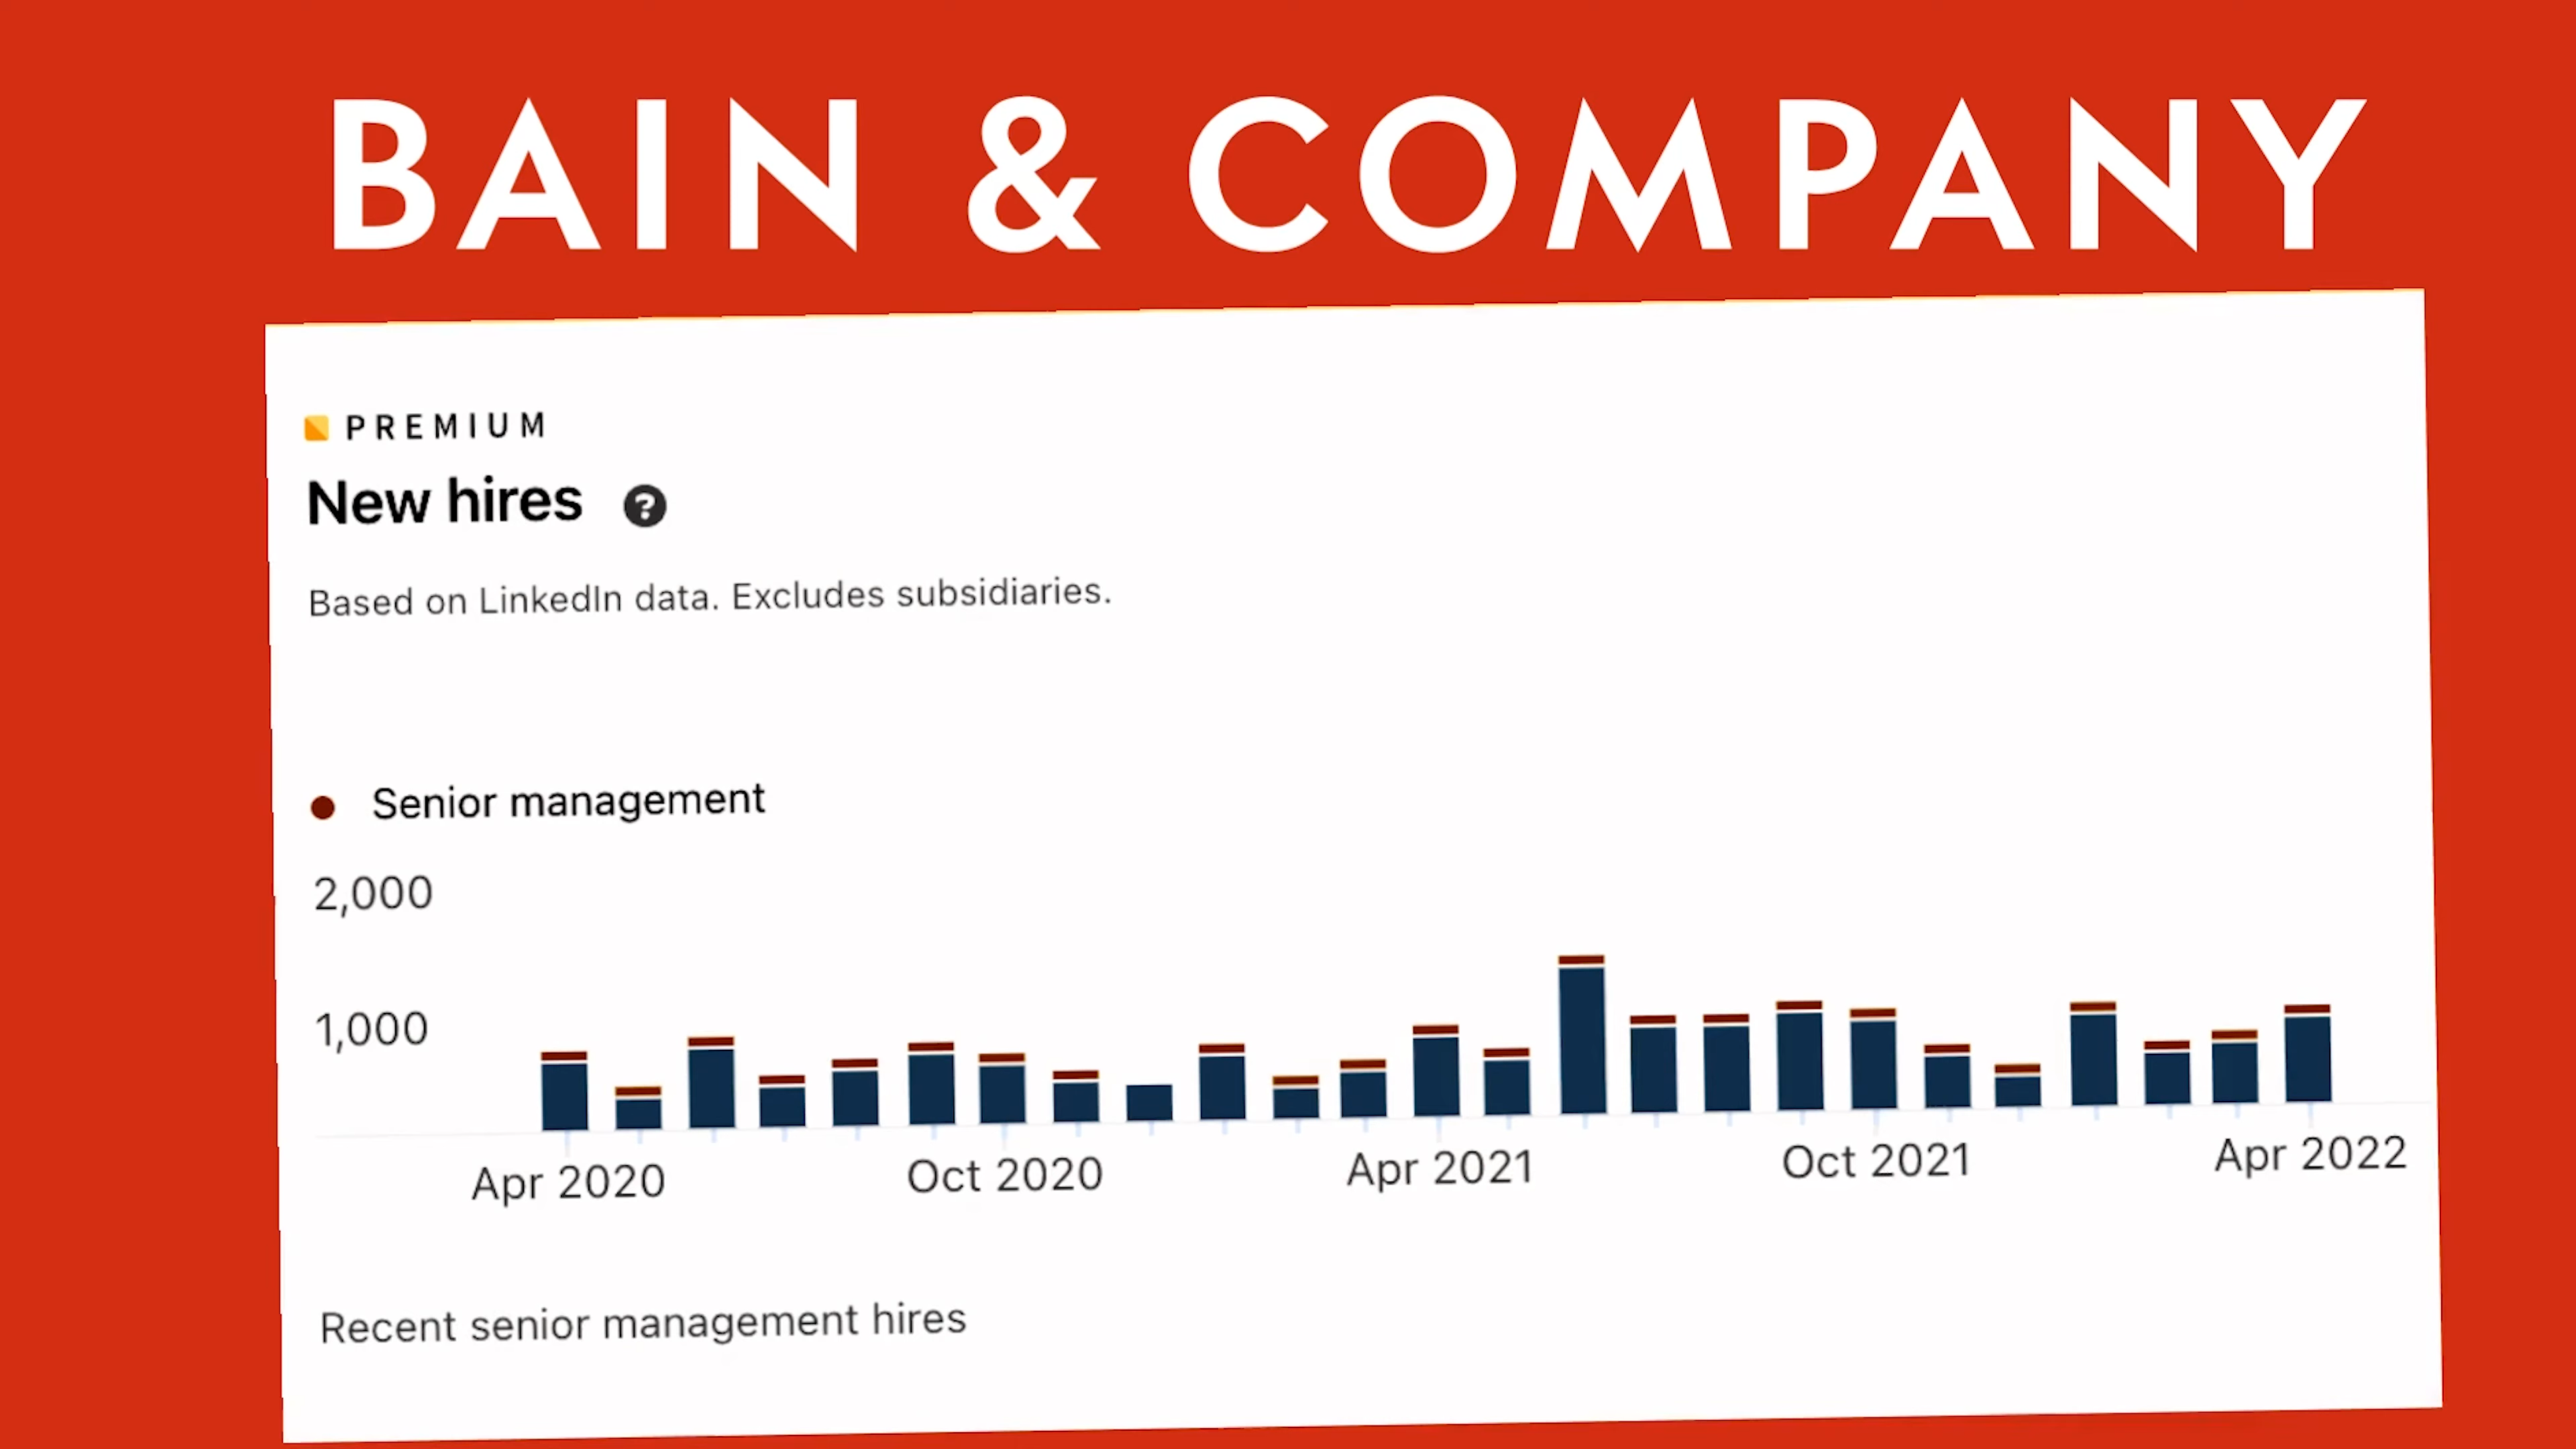 BAIN & COMPANY
PREMIUM
New hires ?
Based on LinkedIn data. Excludes subsidiaries.
Senior management
2,000
1,000
Apr 2020 Oct 2020 Apr 2021 Oct 2021 Apr 2022
Recent senior management hires